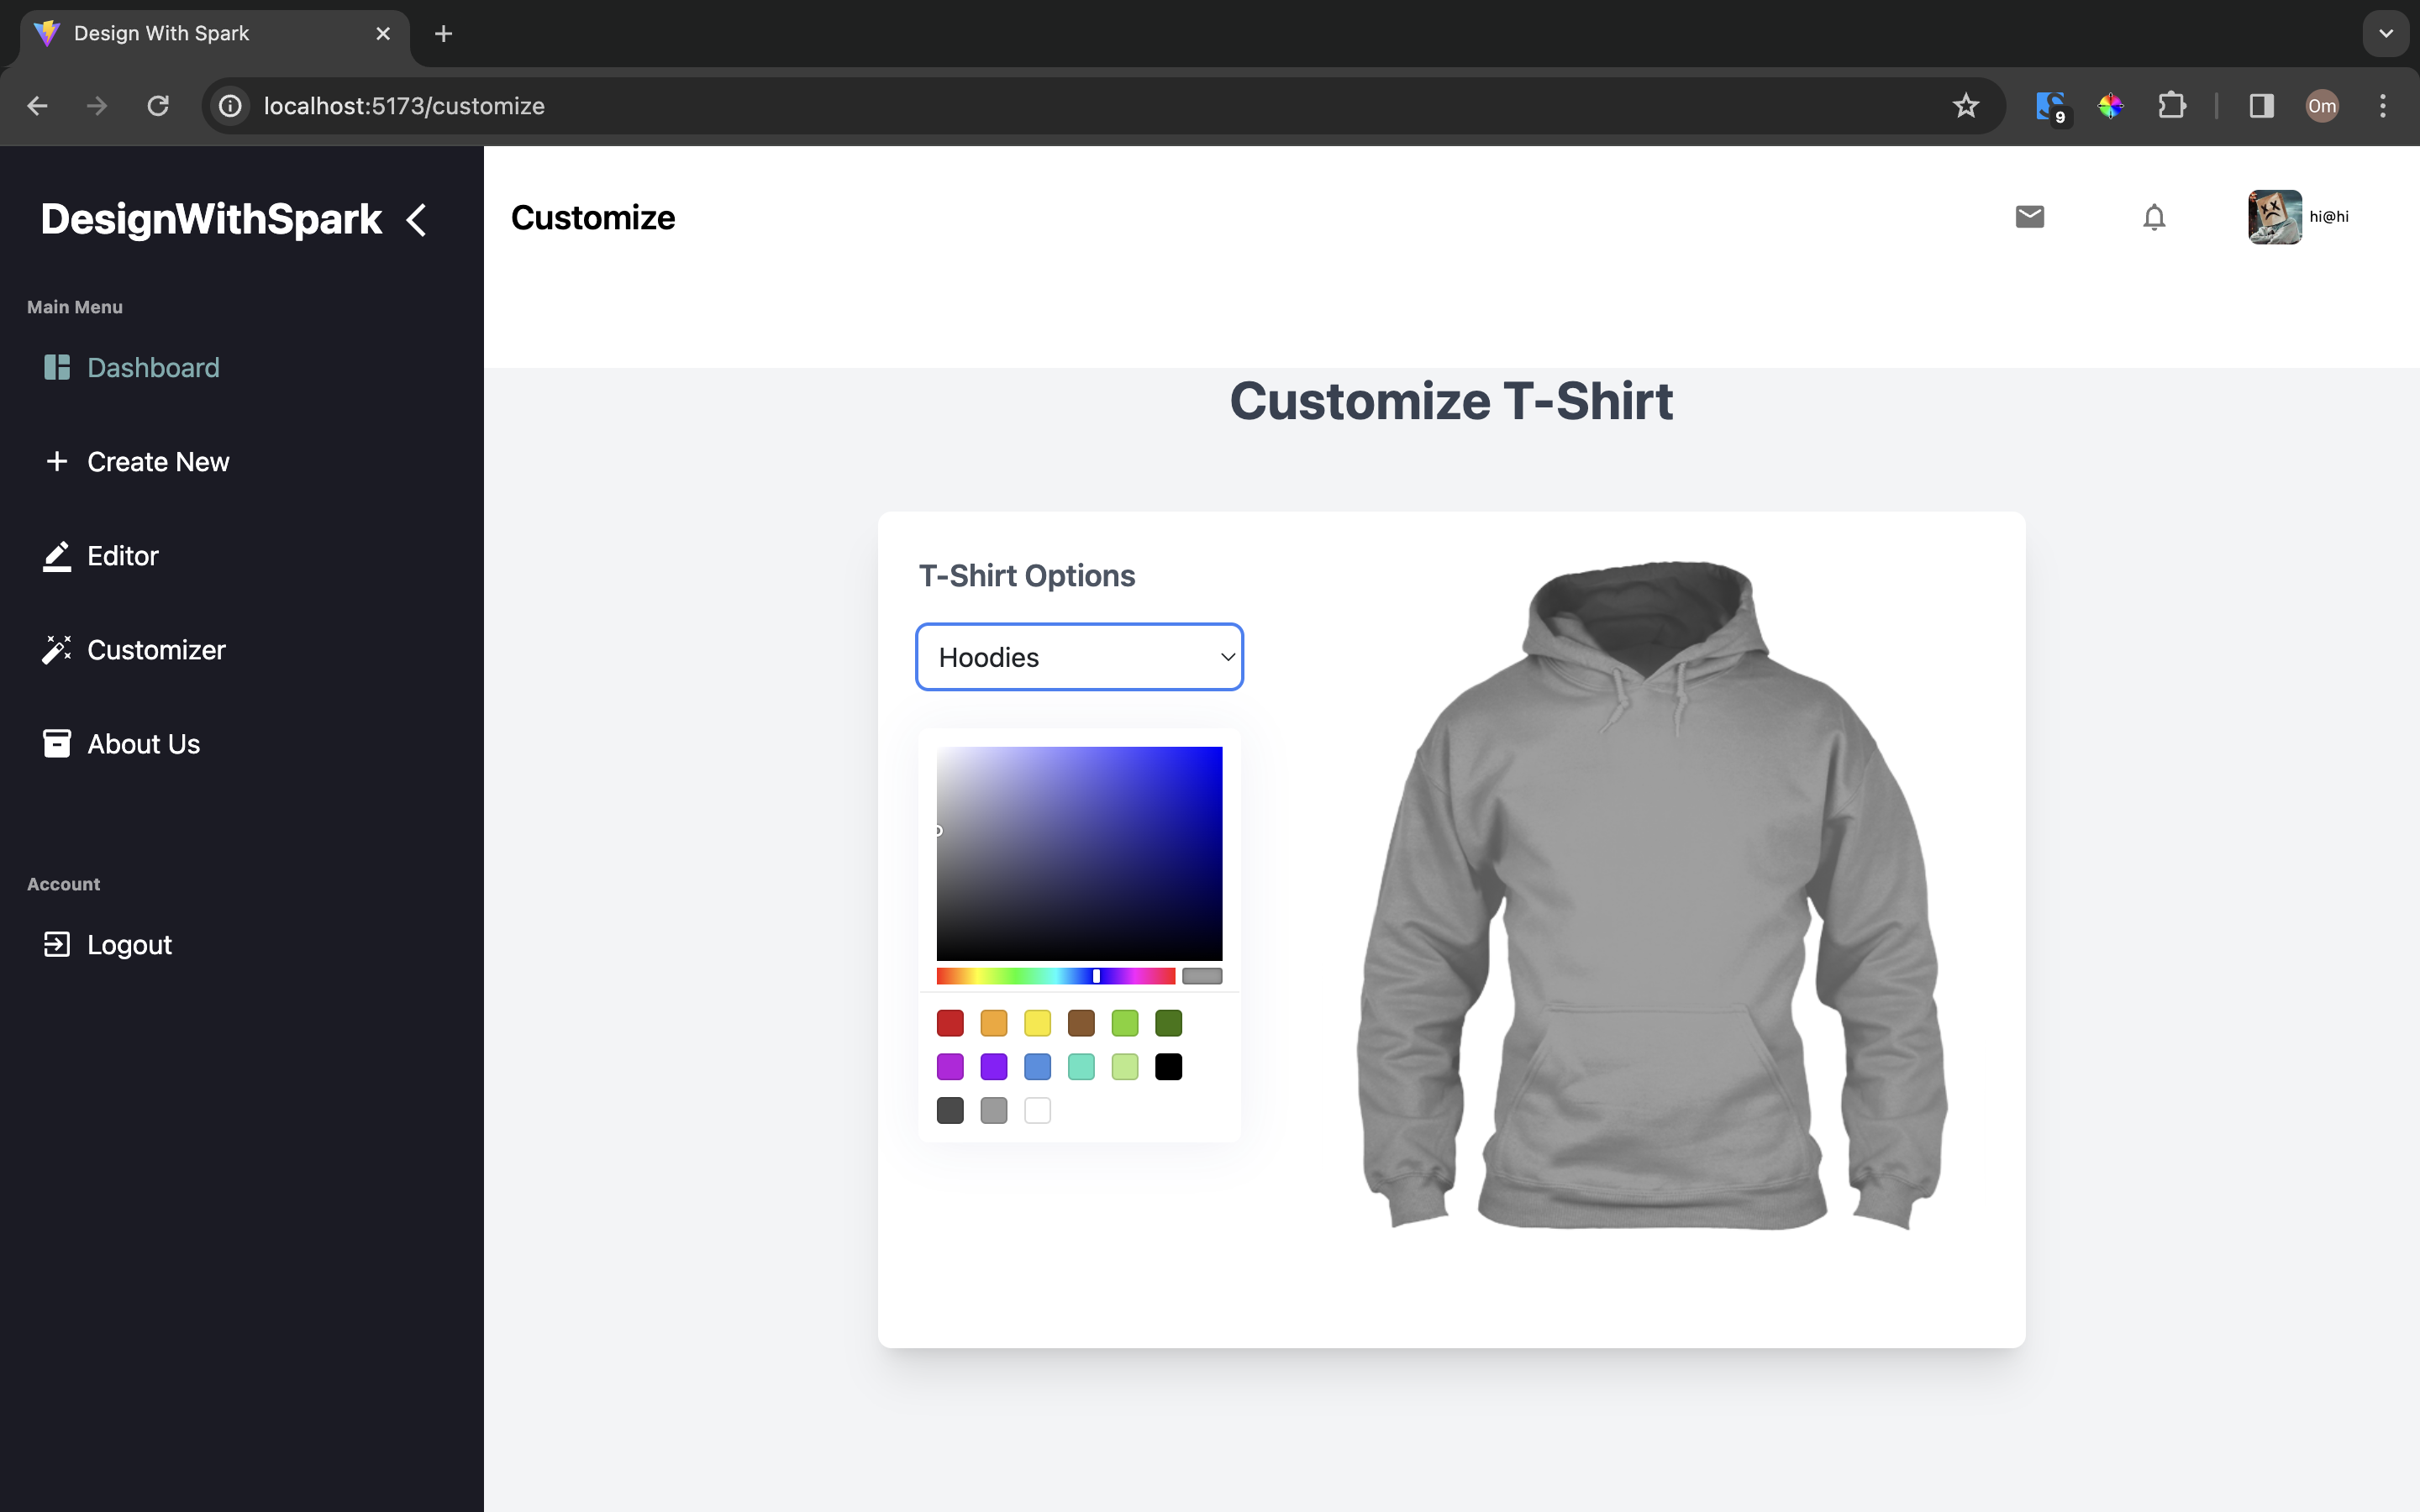 Design With Spark
localhost:5173/customize
9
Om
DesignWithSpark
Customize
hi@hi
Main Menu
Dashboard
Create New
Editor
Customizer
About Us
Account
Logout
Customize T-Shirt
T-Shirt Options
Hoodies